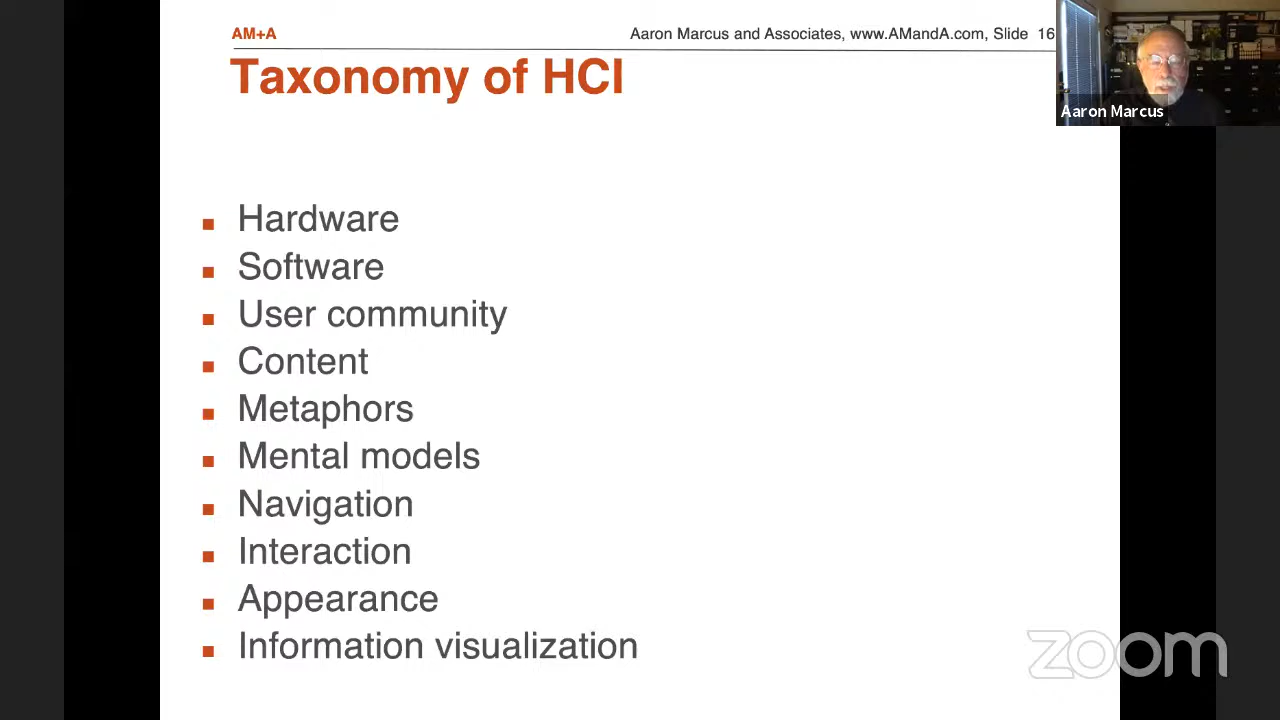 AM+A
Aaron Marcus and Associates, www.AMandA.com, Slide 16
Aaron Marcus
Taxonomy of HCI
Hardware
Software
User community
Content
Metaphors
Mental models
Navigation
Interaction
Appearance
Information visualization
zoom